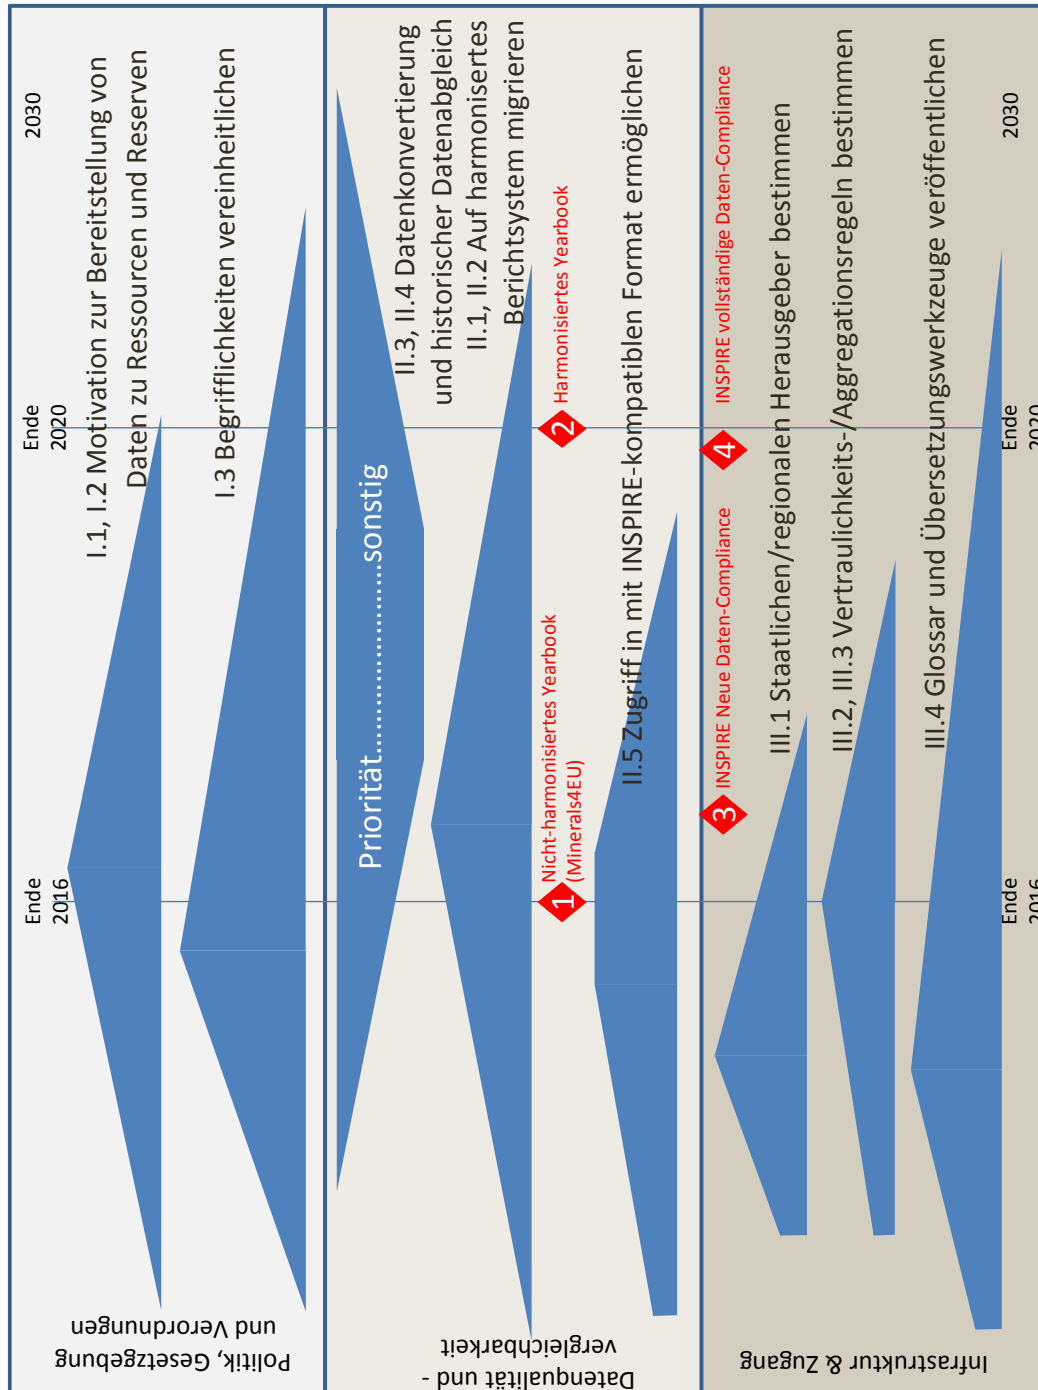 Ende
2016
Ende
2020
2030
Politik, Gesetzgebung
und Verordnungen
I.1, I.2 Motivation zur Bereitstellung von
Daten zu Ressourcen und Reserven
I.3 Begrifflichkeiten vereinheitlichen
Datenqualität und -
vergleichbarkeit
Priorität........................sonstig
II.3, II.4 Datenkonvertierung
und historischer Datenabgleich
II.1, II.2 Auf harmonisiertes
Berichtsystem migrieren
1
Nicht-harmonisiertes Yearbook
(Minerals4EU)
2
Harmonisiertes Yearbook
II.5 Zugriff in mit INSPIRE-kompatiblen Format ermöglichen
Infrastruktur & Zugang
3
INSPIRE Neue Daten-Compliance
4
INSPIRE vollständige Daten-Compliance
III.1 Staatlichen/regionalen Herausgeber bestimmen
III.2, III.3 Vertraulichkeits-/Aggregationsregeln bestimmen
III.4 Glossar und Übersetzungswerkzeuge veröffentlichen
Ende
2016
Ende
2020
2030